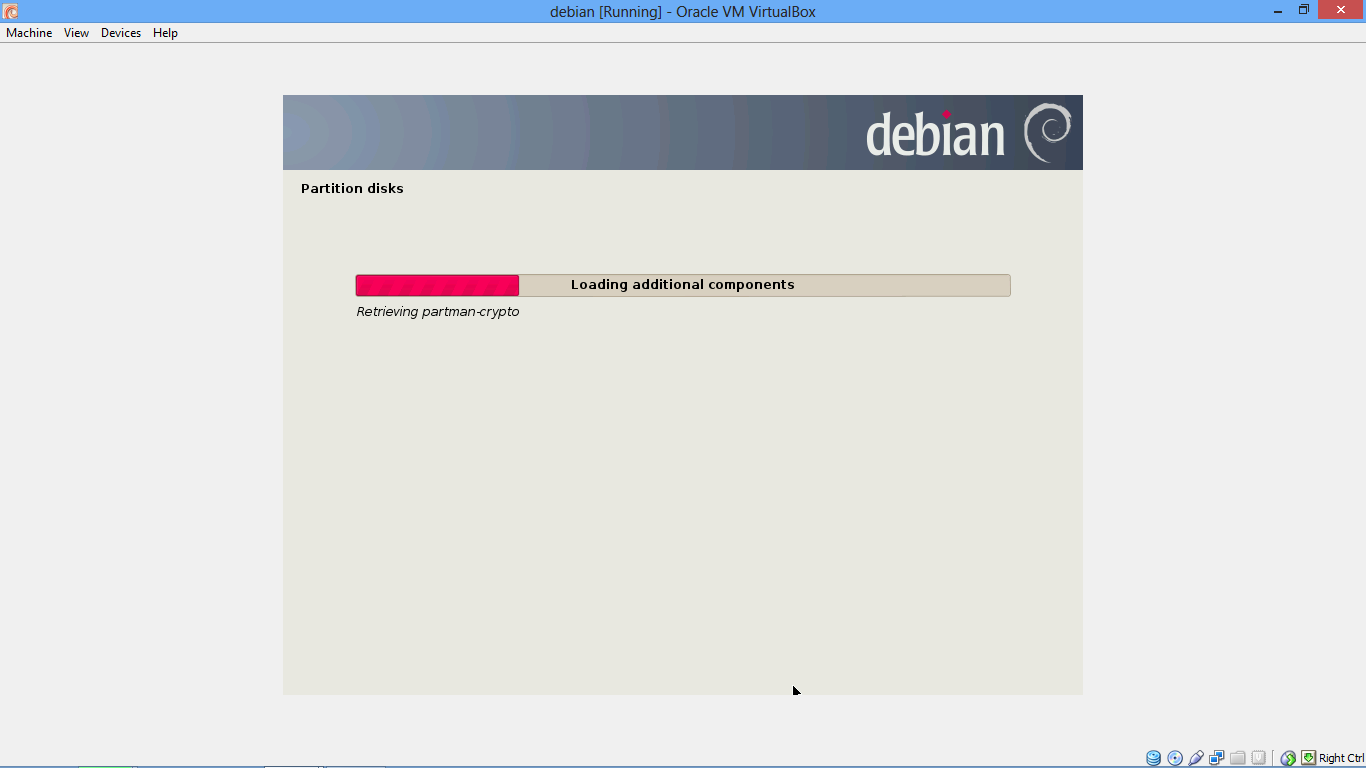 debian [Running] - Oracle VM VirtualBox
Machine View Devices Help
debian
Partition disks
Loading additional components
Retrieving partman-crypto
Right Ctrl